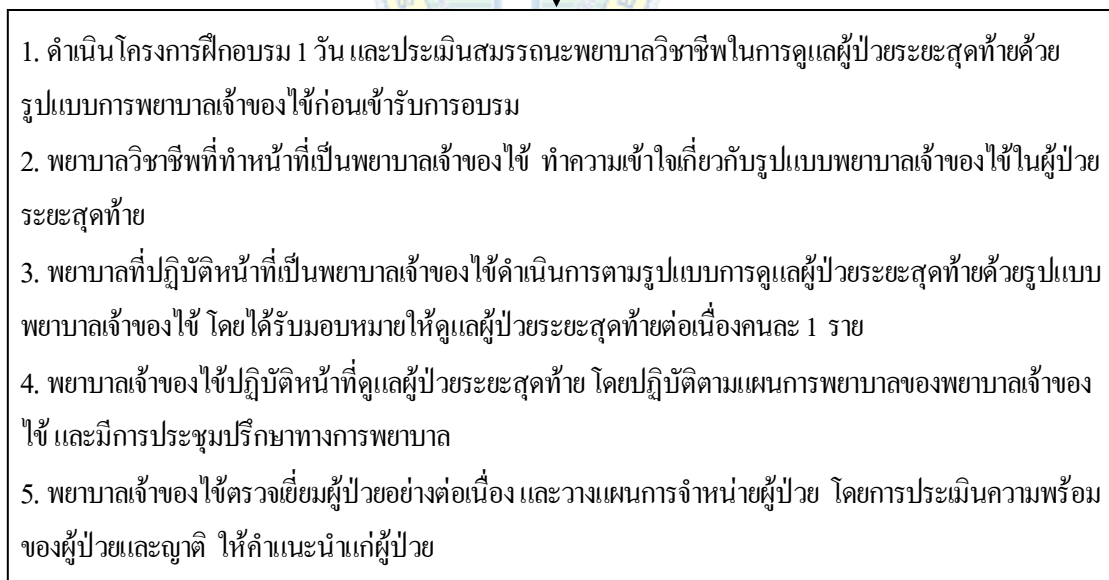 1. ดำเนินโครงการฝึกอบรม 1 วัน และประเมินสมรรถนะพยาบาลวิชาชีพในการดูแลผู้ป่วยระยะสุดท้ายด้วย
รูปแบบการพยาบาลเจ้าของไข้ก่อนเข้ารับการอบรม
2. พยาบาลวิชาชีพที่ทำหน้าที่เป็นพยาบาลเจ้าของไข้ ทำความเข้าใจเกี่ยวกับรูปแบบพยาบาลเจ้าของไข้ในผู้ป่วย
ระยะสุดท้าย
3. พยาบาลที่ปฏิบัติหน้าที่เป็นพยาบาลเจ้าของไข้ดำเนินการตามรูปแบบการดูแลผู้ป่วยระยะสุดท้ายด้วยรูปแบบ
พยาบาลเจ้าของไข้ โดยได้รับมอบหมายให้ดูแลผู้ป่วยระยะสุดท้ายต่อเนื่องคนละ 1 ราย
4. พยาบาลเจ้าของไข้ปฏิบัติหน้าที่ดูแลผู้ป่วยระยะสุดท้าย โดยปฏิบัติตามแผนการพยาบาลของพยาบาลเจ้าของ
ไข้ และมีการประชุมปรึกษาทางการพยาบาล
5. พยาบาลเจ้าของไข้ตรวจเยี่ยมผู้ป่วยอย่างต่อเนื่อง และวางแผนการจำหน่ายผู้ป่วย โดยการประเมินความพร้อม
ของผู้ป่วยและญาติ ให้คำแนะนำแก่ผู้ป่วย